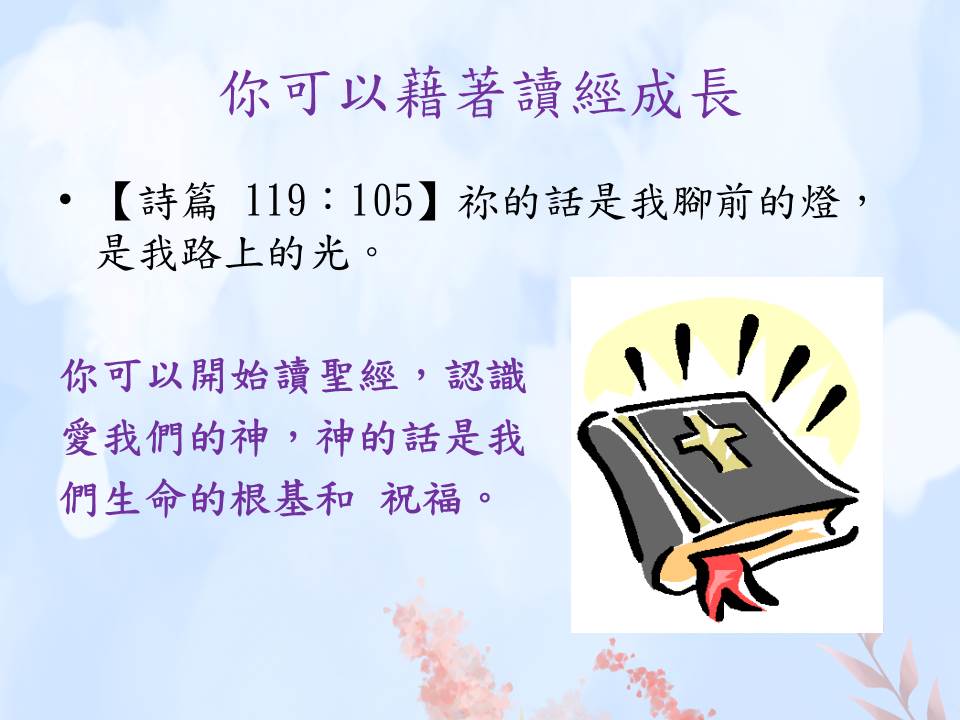 你可以藉著讀經成長
• 【詩篇 119：105】祢的話是我腳前的燈，
是我路上的光。
你可以開始讀聖經，認識
愛我們的神，神的話是我
們生命的根基和 祝福。